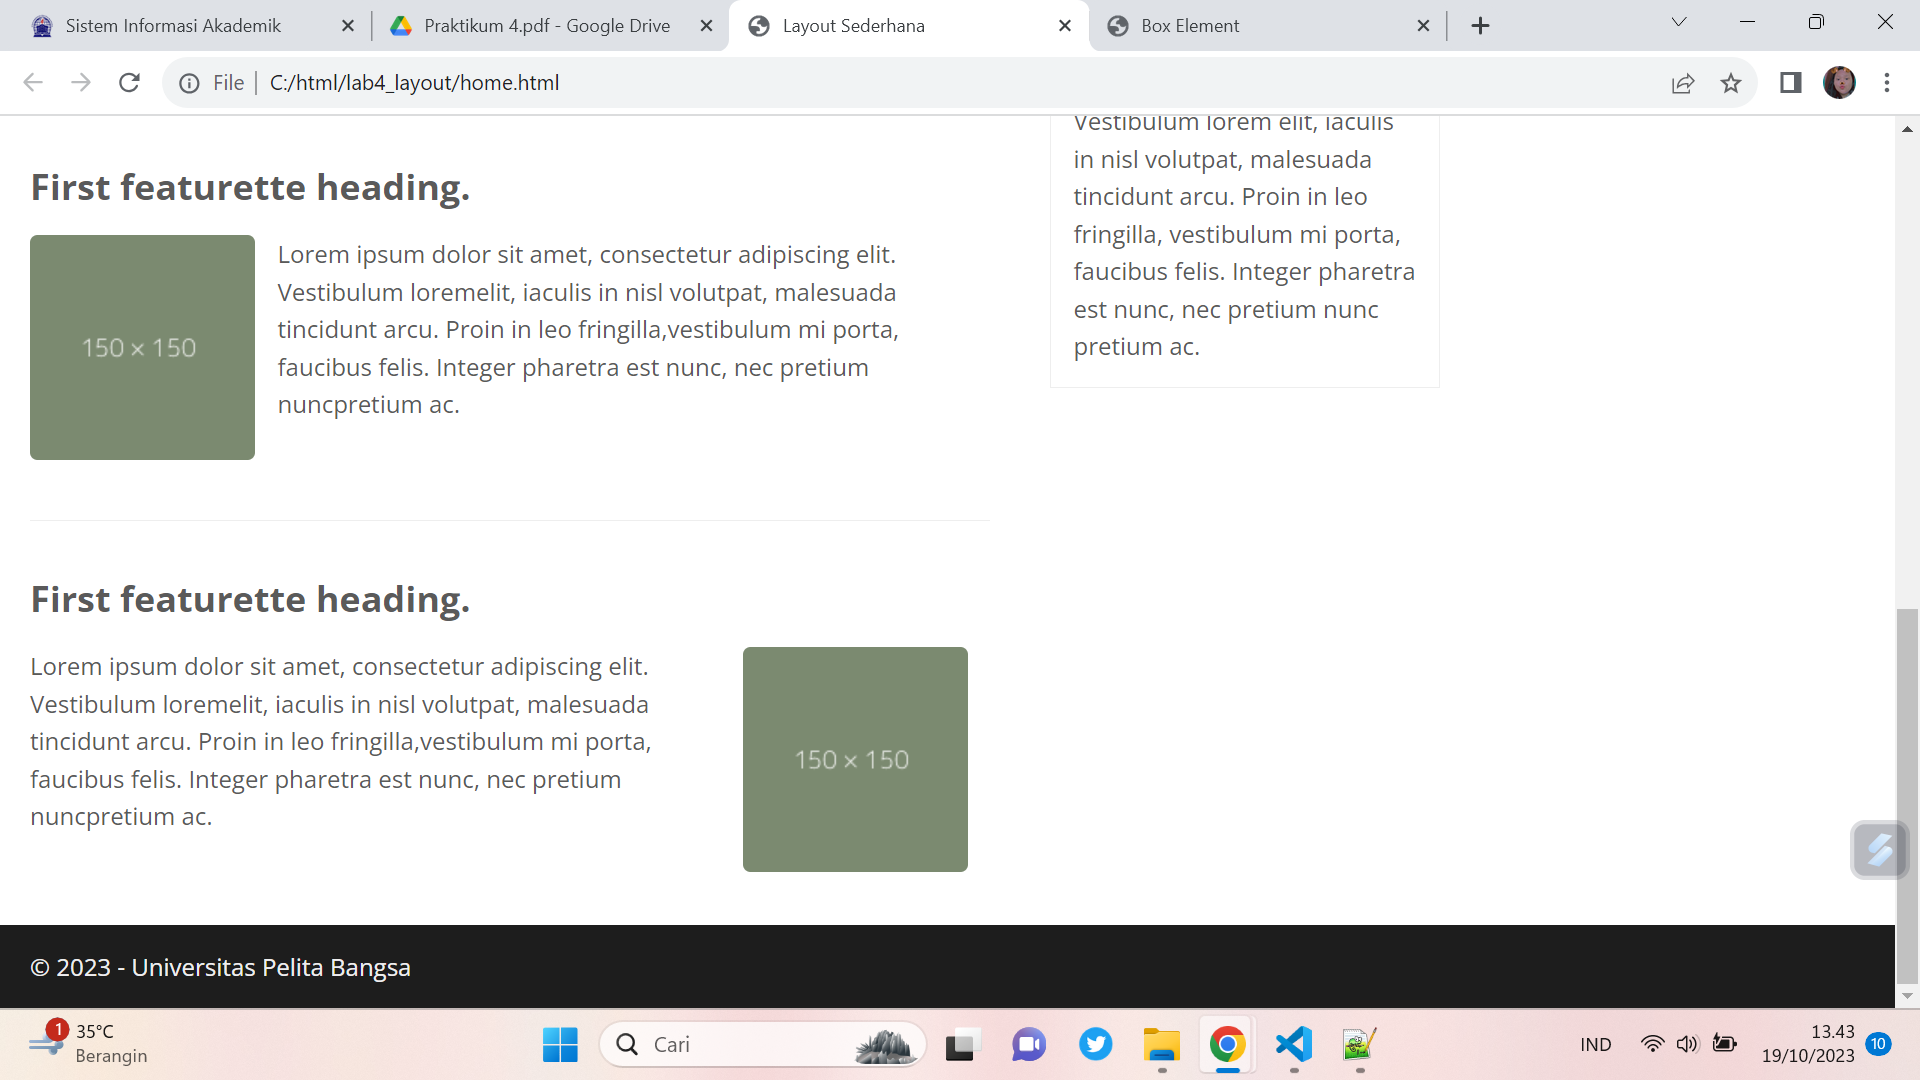 Sistem Informasi Akademik
Praktikum 4.pdf - Google Drive
Layout Sederhana
Box Element
File
C:/html/lab4_layout/home.html
First featurette heading.
150 × 150
Lorem ipsum dolor sit amet, consectetur adipiscing elit.
Vestibulum loremelit, iaculis in nisl volutpat, malesuada
tincidunt arcu. Proin in leo fringilla,vestibulum mi porta,
faucibus felis. Integer pharetra est nunc, nec pretium
nuncpretium ac.
Vestibulum lorem elit, iaculis
in nisl volutpat, malesuada
tincidunt arcu. Proin in leo
fringilla, vestibulum mi porta,
faucibus felis. Integer pharetra
est nunc, nec pretium nunc
pretium ac.
First featurette heading.
Lorem ipsum dolor sit amet, consectetur adipiscing elit.
Vestibulum loremelit, iaculis in nisl volutpat, malesuada
tincidunt arcu. Proin in leo fringilla,vestibulum mi porta,
faucibus felis. Integer pharetra est nunc, nec pretium
nuncpretium ac.
150 × 150
© 2023 - Universitas Pelita Bangsa
1
35°C
Berangin
Cari
IND
13.43
19/10/2023
10